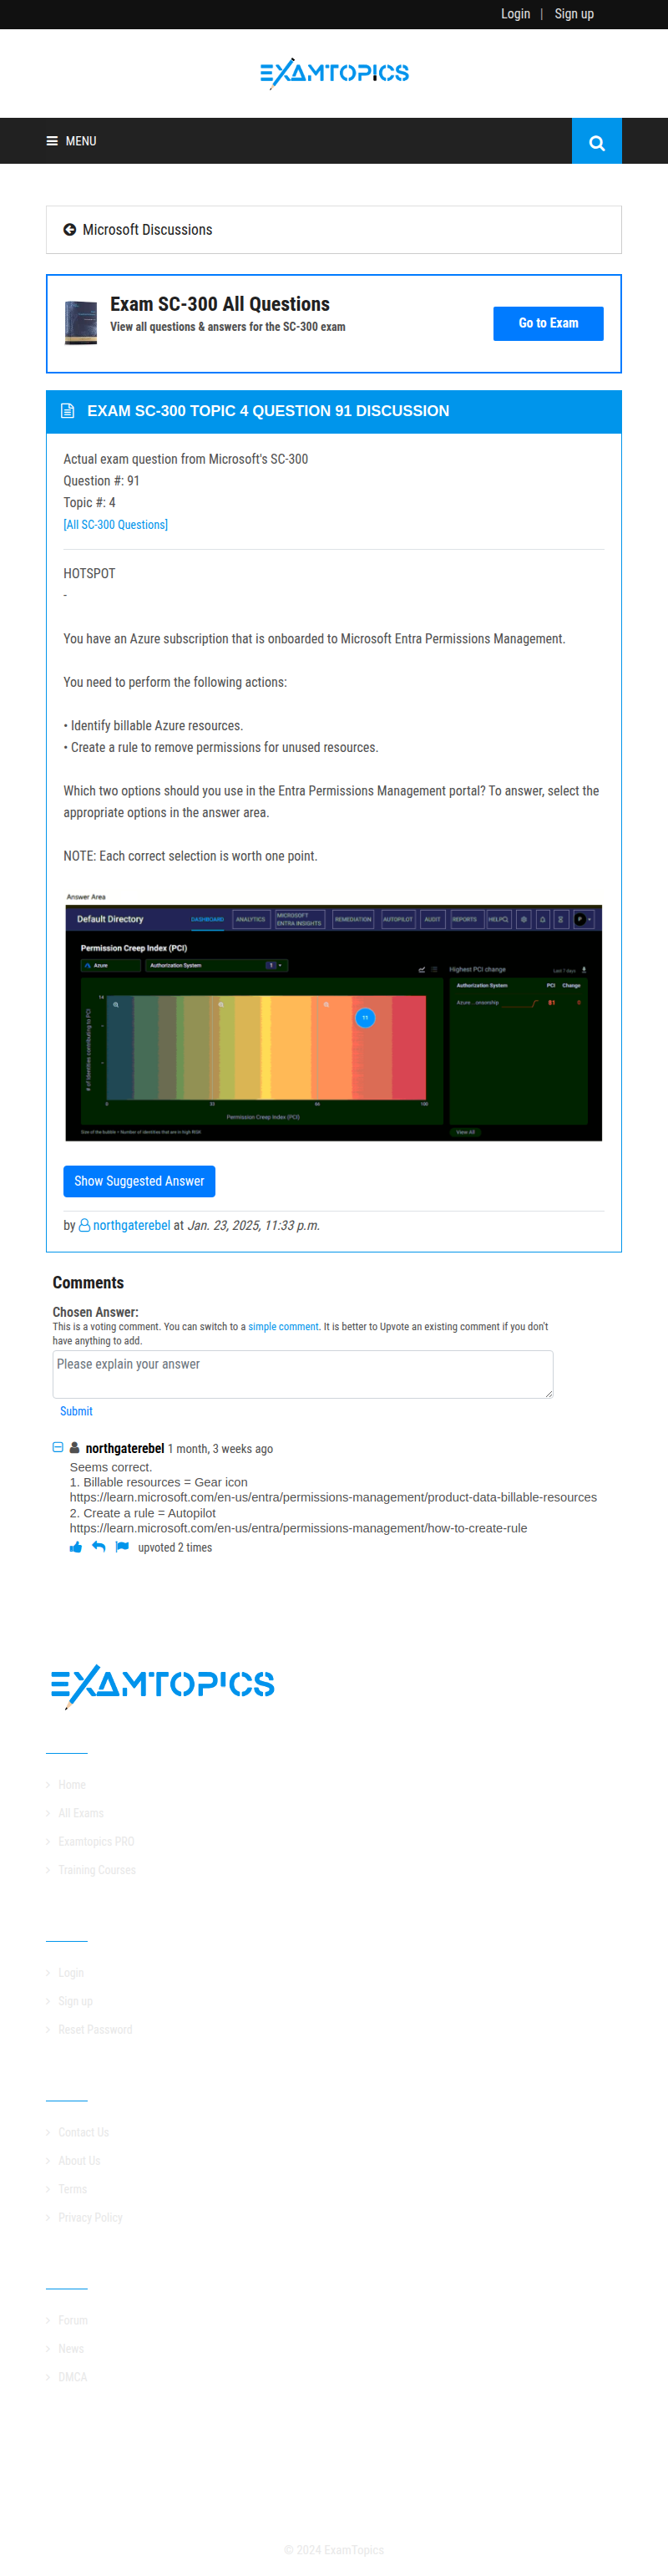 Login | Sign up
EXAMTOPICS
MENU
Microsoft Discussions
Exam SC-300 All Questions
View all questions & answers for the SC-300 exam
Go to Exam
EXAM SC-300 TOPIC 4 QUESTION 91 DISCUSSION
Actual exam question from Microsoft's SC-300
Question #: 91
Topic #: 4
[All SC-300 Questions]
HOTSPOT
-
You have an Azure subscription that is onboarded to Microsoft Entra Permissions Management.
You need to perform the following actions:
• Identify billable Azure resources.
• Create a rule to remove permissions for unused resources.
Which two options should you use in the Entra Permissions Management portal? To answer, select the
appropriate options in the answer area.
NOTE: Each correct selection is worth one point.
Answer Area
Default Directory
DASHBOARD
ANALYTICS
MICROSOFT
ENTRA INSIGHTS
REMEDIATION
AUTOPILOT
AUDIT
REPORTS
HELP
P
Permission Creep Index (PCI)
Azure
Authorization System
1
Highest PCI change
Last 7 days
Authorization System PCI Change
Azure ...onsorship 81 0
# of identities contributing to PCI
14
11
0 33 66 100
Permission Creep Index (PCI)
Size of the bubble = Number of identities that are in high RISK
View All
Show Suggested Answer
by northgaterebel at Jan. 23, 2025, 11:33 p.m.
Comments
Chosen Answer:
This is a voting comment. You can switch to a simple comment. It is better to Upvote an existing comment if you don't
have anything to add.
Please explain your answer
Submit
northgaterebel 1 month, 3 weeks ago
Seems correct.
1. Billable resources = Gear icon
https://learn.microsoft.com/en-us/entra/permissions-management/product-data-billable-resources
2. Create a rule = Autopilot
https://learn.microsoft.com/en-us/entra/permissions-management/how-to-create-rule
upvoted 2 times
EXAMTOPICS
Home
All Exams
Examtopics PRO
Training Courses
Login
Sign up
Reset Password
Contact Us
About Us
Terms
Privacy Policy
Forum
News
DMCA
© 2024 ExamTopics